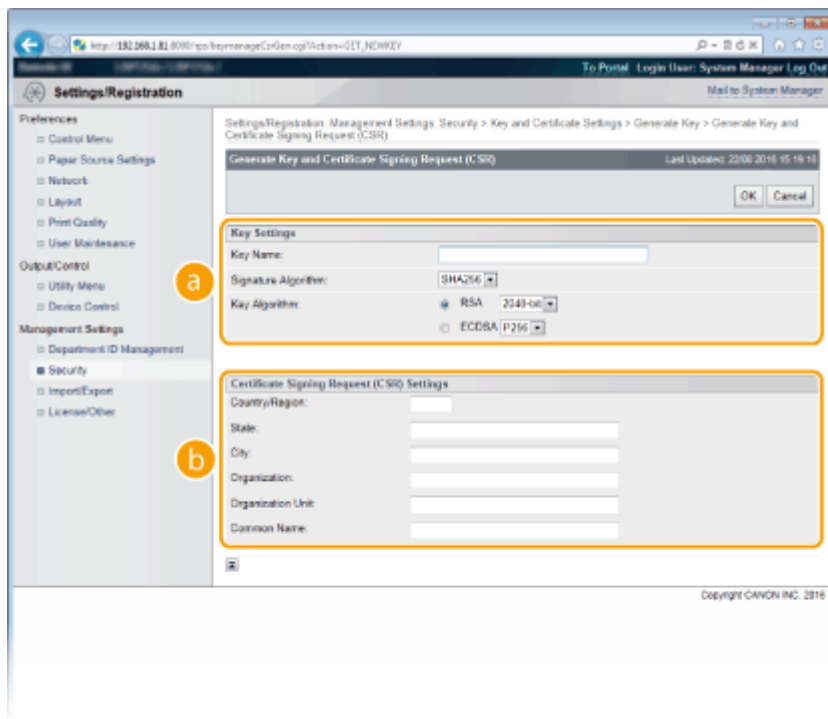 http://192.168.1.81:8000/rps/keymanageCsrGen.cgi?Action=GET_NEWKEY
To Portal Login User: System Manager Log Out
Settings/Registration
Mail to System Manager
Preferences
Control Menu
Paper Source Settings
Network
Layout
Print Quality
User Maintenance
Output/Control
Utility Menu
Device Control
Management Settings
Department ID Management
Security
Import/Export
License/Other
Settings/Registration: Management Settings: Security > Key and Certificate Settings > Generate Key > Generate Key and
Certificate Signing Request (CSR)
Generate Key and Certificate Signing Request (CSR)
Last Updated: 22/08 2016 15:19:16
OK Cancel
a
Key Settings
Key Name:
Signature Algorithm: SHA256
Key Algorithm: RSA 2048-bit
ECDSA P256
b
Certificate Signing Request (CSR) Settings
Country/Region:
State:
City:
Organization:
Organization Unit:
Common Name:
Copyright CANON INC. 2016